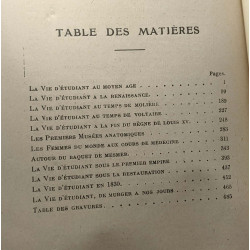 TABLE DES MATIÈRES
Pages.
LA VIE D'ÉTUDIANT AU MOYEN AGE 1
LA VIE D'ÉTUDIANT A LA RENAISSANCE
LA VIE D'ÉTUDIANT AU TEMPS DE MOLIÈRE
LA VIE D'ÉTUDIANT AU TEMPS DE VOLTAIRE
LA VIE D'ÉTUDIANT A LA FIN DU RÈGNE DE LOUIS XV
LES PREMIERS MUSÉES ANATOMIQUES
LES FEMMES DU MONDE AUX COURS DE MÉDECINE
AUTOUR DU BAQUET DE MESMER
LA VIE D'ÉTUDIANT SOUS LE PREMIER EMPIRE
LA VIE D'ÉTUDIANT SOUS LA RESTAURATION
LA VIE D'ÉTUDIANT EN 1830
LA VIE D'ÉTUDIANT, DE MURGER A NOS JOURS
TABLE DES GRAVURES